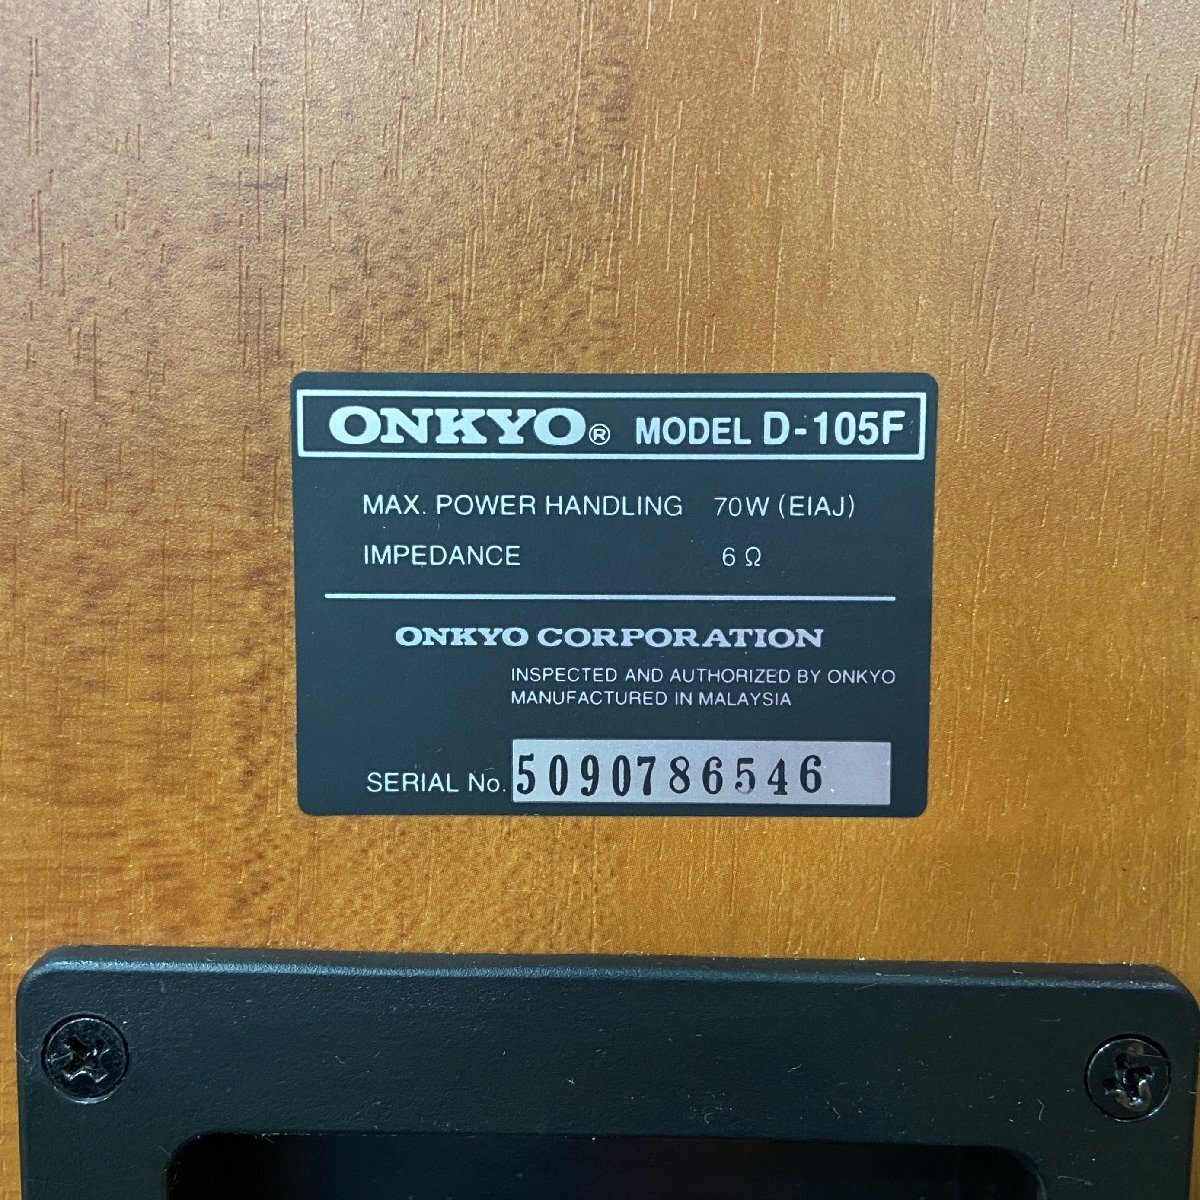 ONKYO® MODEL D-105F
MAX. POWER HANDLING 70W (EIAJ)
IMPEDANCE 6 Ω
ONKYO CORPORATION
INSPECTED AND AUTHORIZED BY ONKYO
MANUFACTURED IN MALAYSIA
SERIAL No. 5090786546